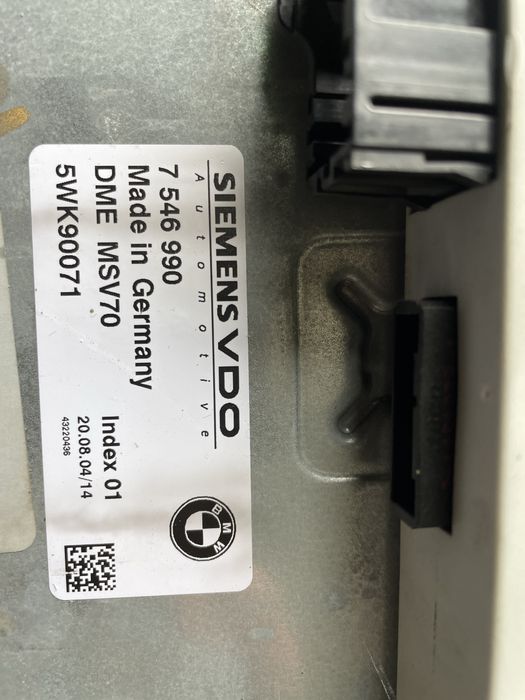 SIEMENS VDO
Automotive
7 546 990
Made in Germany
DME MSV70 Index 01
5WK90071 20.08.04/14
43220436
BMW